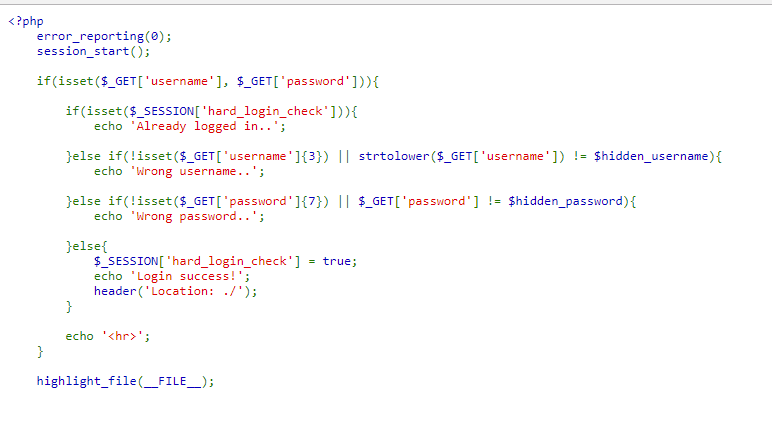 <?php
    error_reporting(0);
    session_start();

    if(isset($_GET['username'], $_GET['password'])){

        if(isset($_SESSION['hard_login_check'])){
            echo 'Already logged in..';

        }else if(!isset($_GET['username']{3}) || strtolower($_GET['username']) != $hidden_username){
            echo 'Wrong username..';

        }else if(!isset($_GET['password']{7}) || $_GET['password'] != $hidden_password){
            echo 'Wrong password..';

        }else{
            $_SESSION['hard_login_check'] = true;
            echo 'Login success!';
            header('Location: ./');
        }

        echo '<hr>';
    }

    highlight_file(__FILE__);